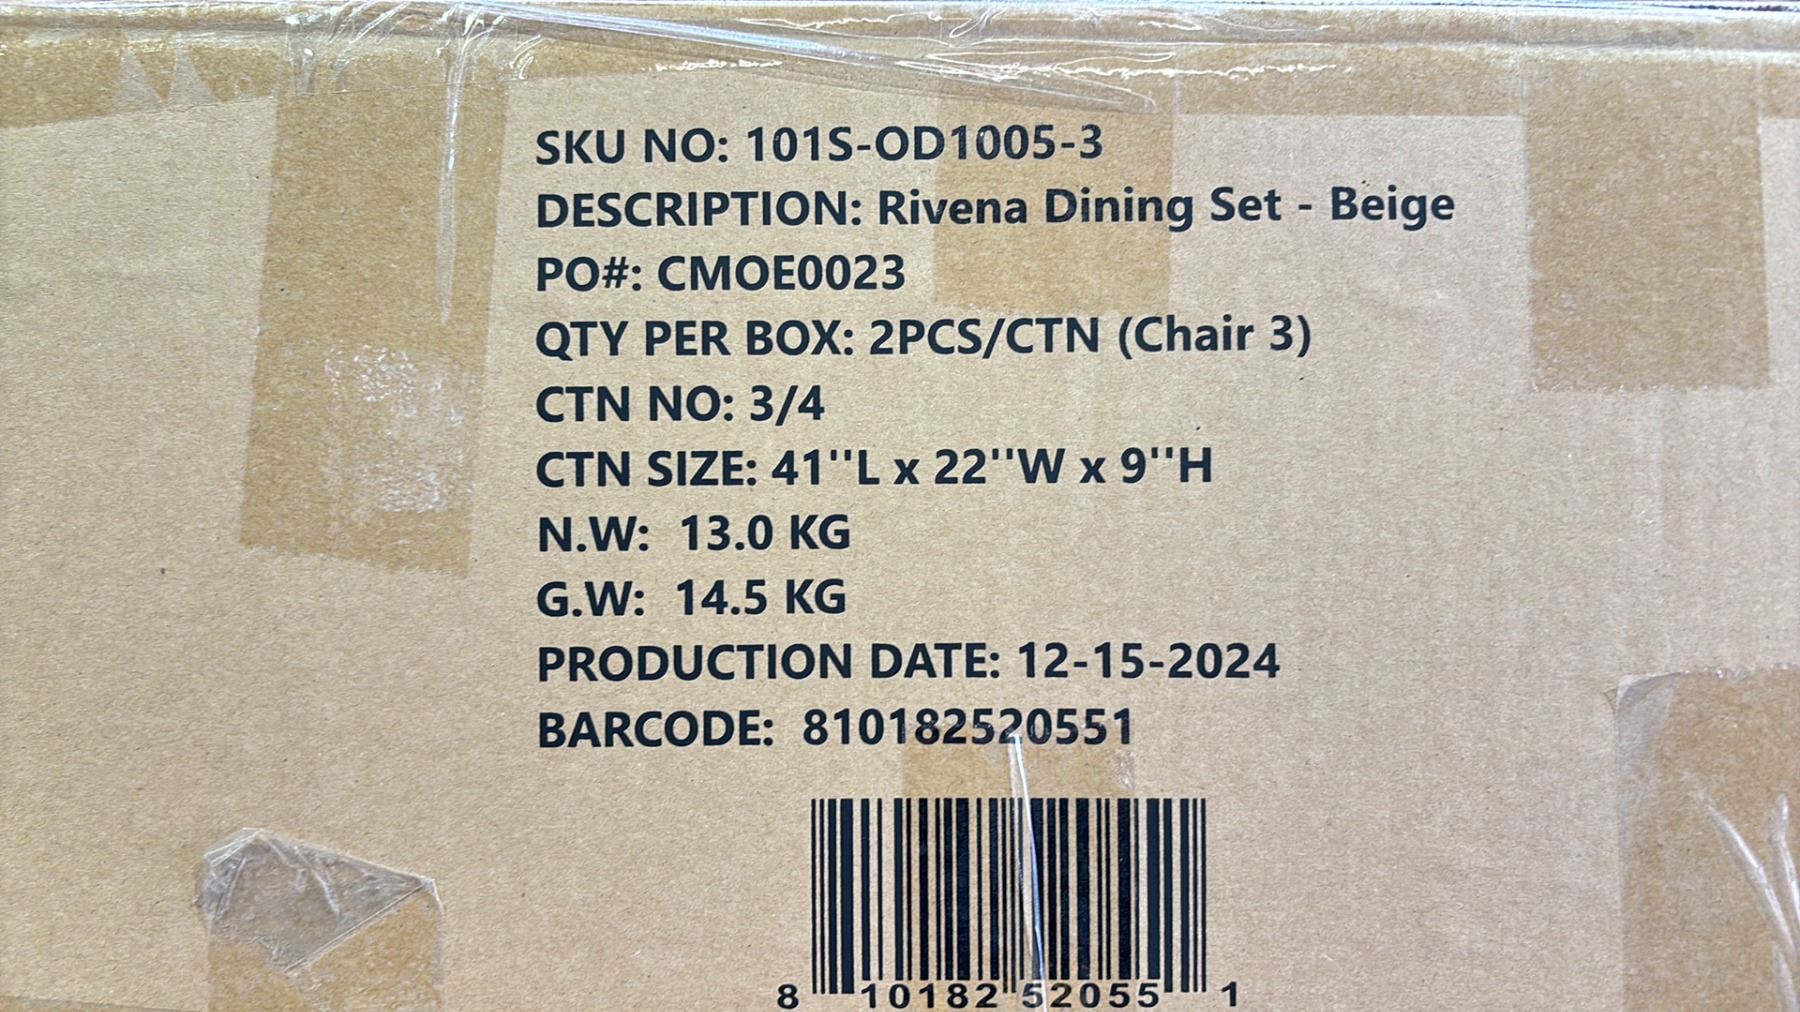 SKU NO: 101S-OD1005-3
DESCRIPTION: Rivena Dining Set - Beige
PO#: CMOE0023
QTY PER BOX: 2PCS/CTN (Chair 3)
CTN NO: 3/4
CTN SIZE: 41''L x 22''W x 9''H
N.W: 13.0 KG
G.W: 14.5 KG
PRODUCTION DATE: 12-15-2024
BARCODE: 810182520551
8 10182 52055 1